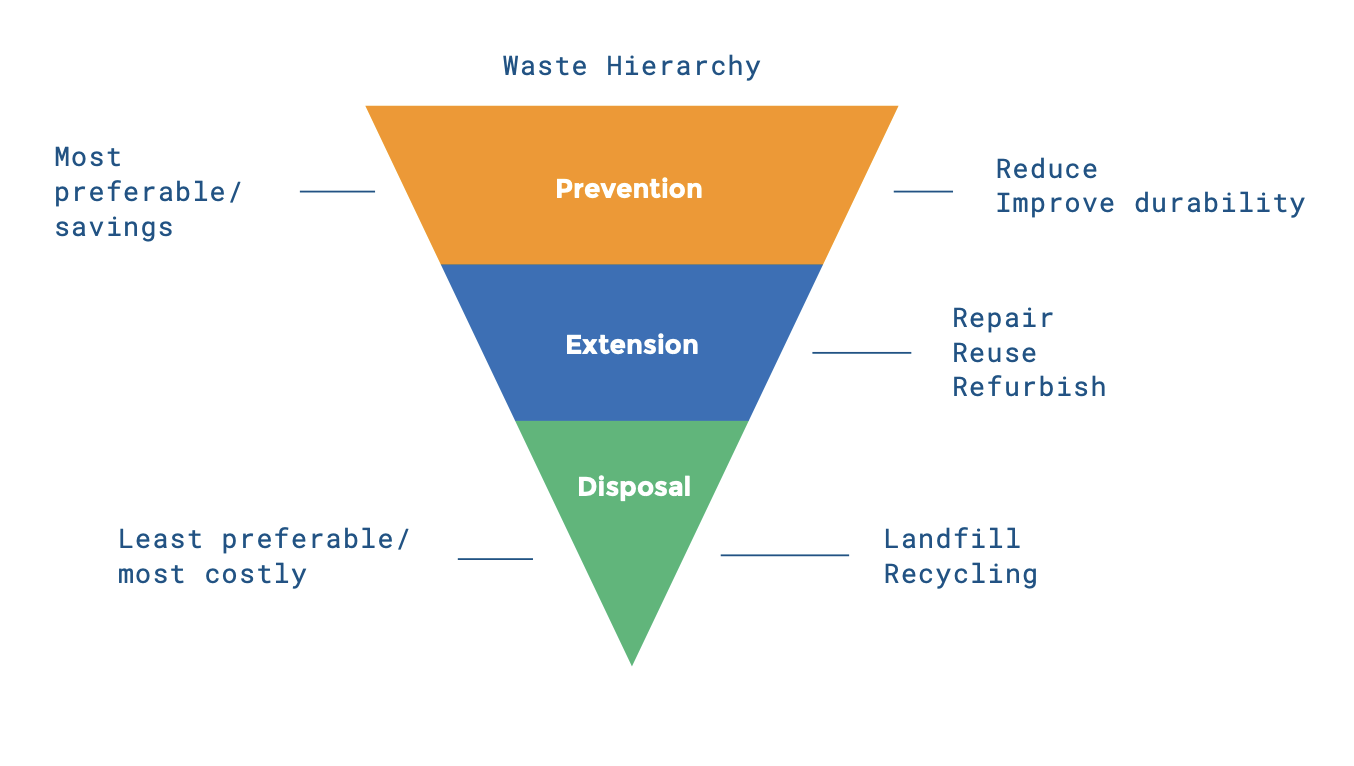 Waste Hierarchy
Most
preferable/
savings
Prevention
Reduce
Improve durability
Extension
Repair
Reuse
Refurbish
Disposal
Least preferable/
most costly
Landfill
Recycling